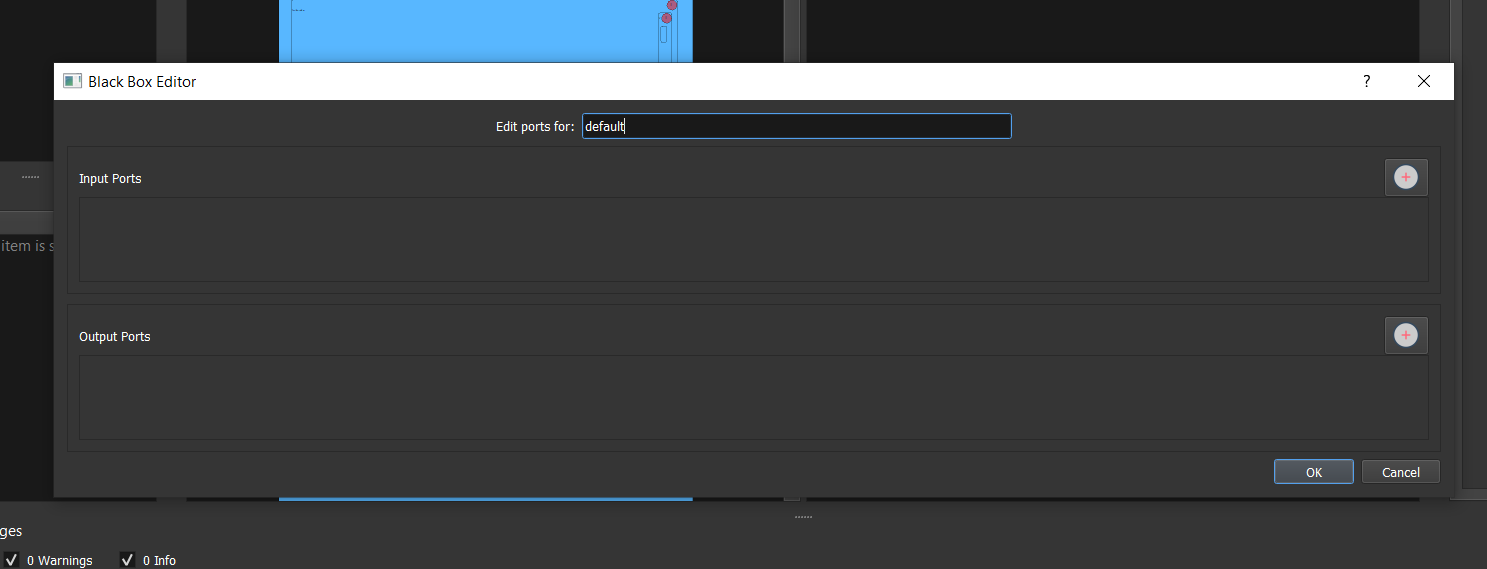 Black Box Editor
?
Edit ports for: default
Input Ports
+
item is
Output Ports
+
OK Cancel
ges
0 Warnings 0 Info